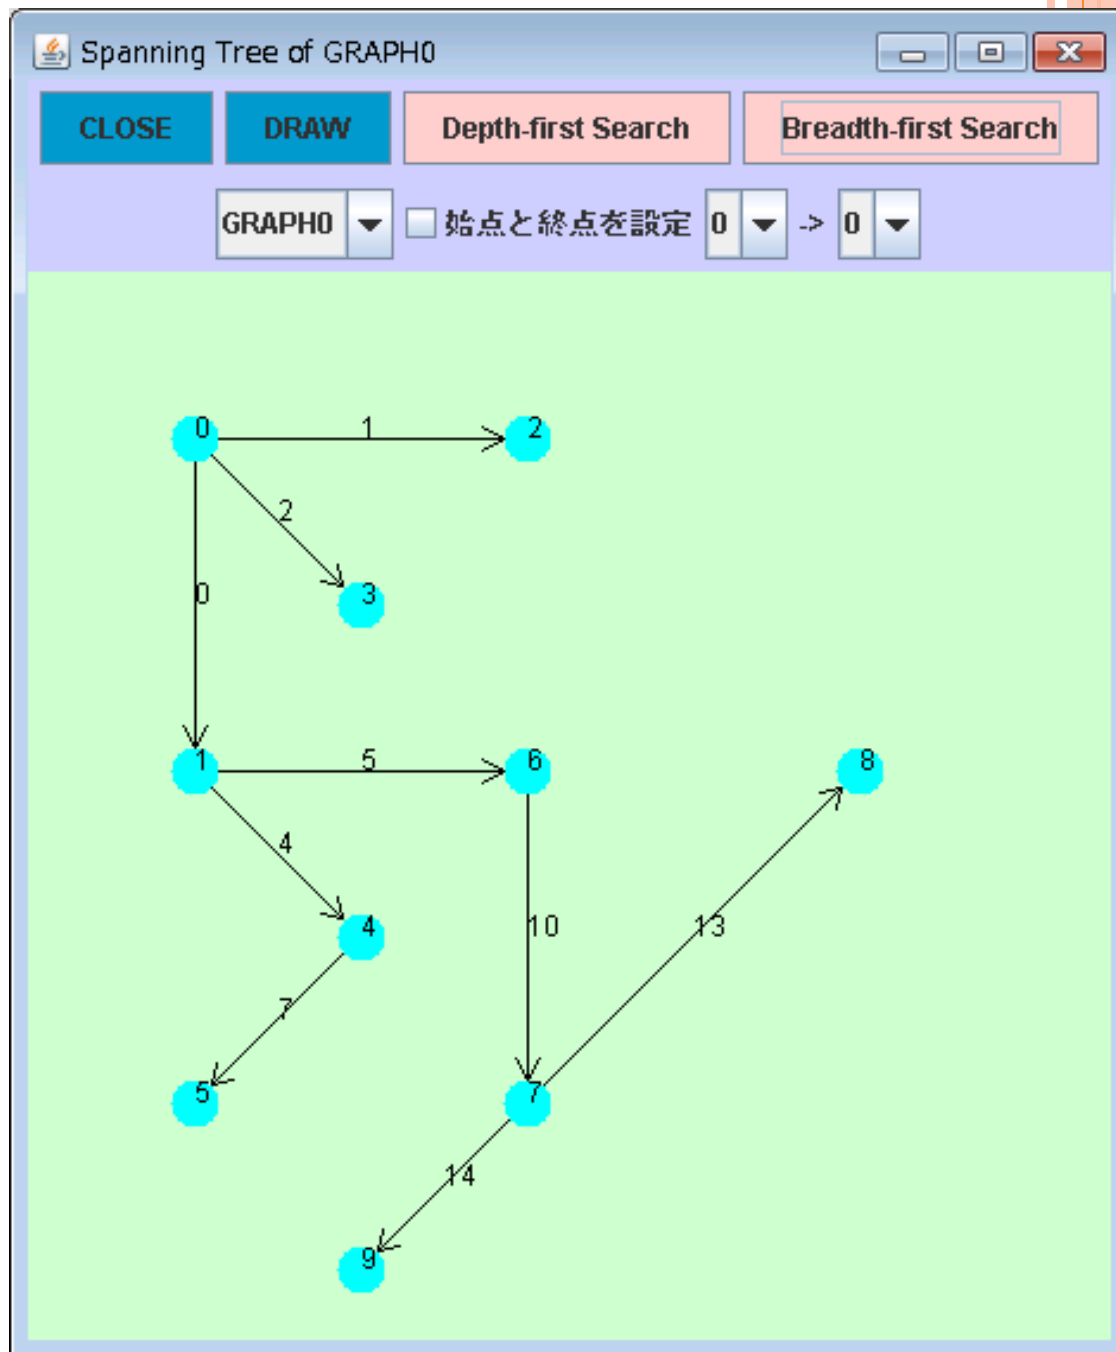 Spanning Tree of GRAPH0
CLOSE DRAW Depth-first Search Breadth-first Search
GRAPH0 始点と終点を設定 0 -> 0
0 1 2
2
0 3
1 5 6 8
4
4 10 13
7
5 7
14
9